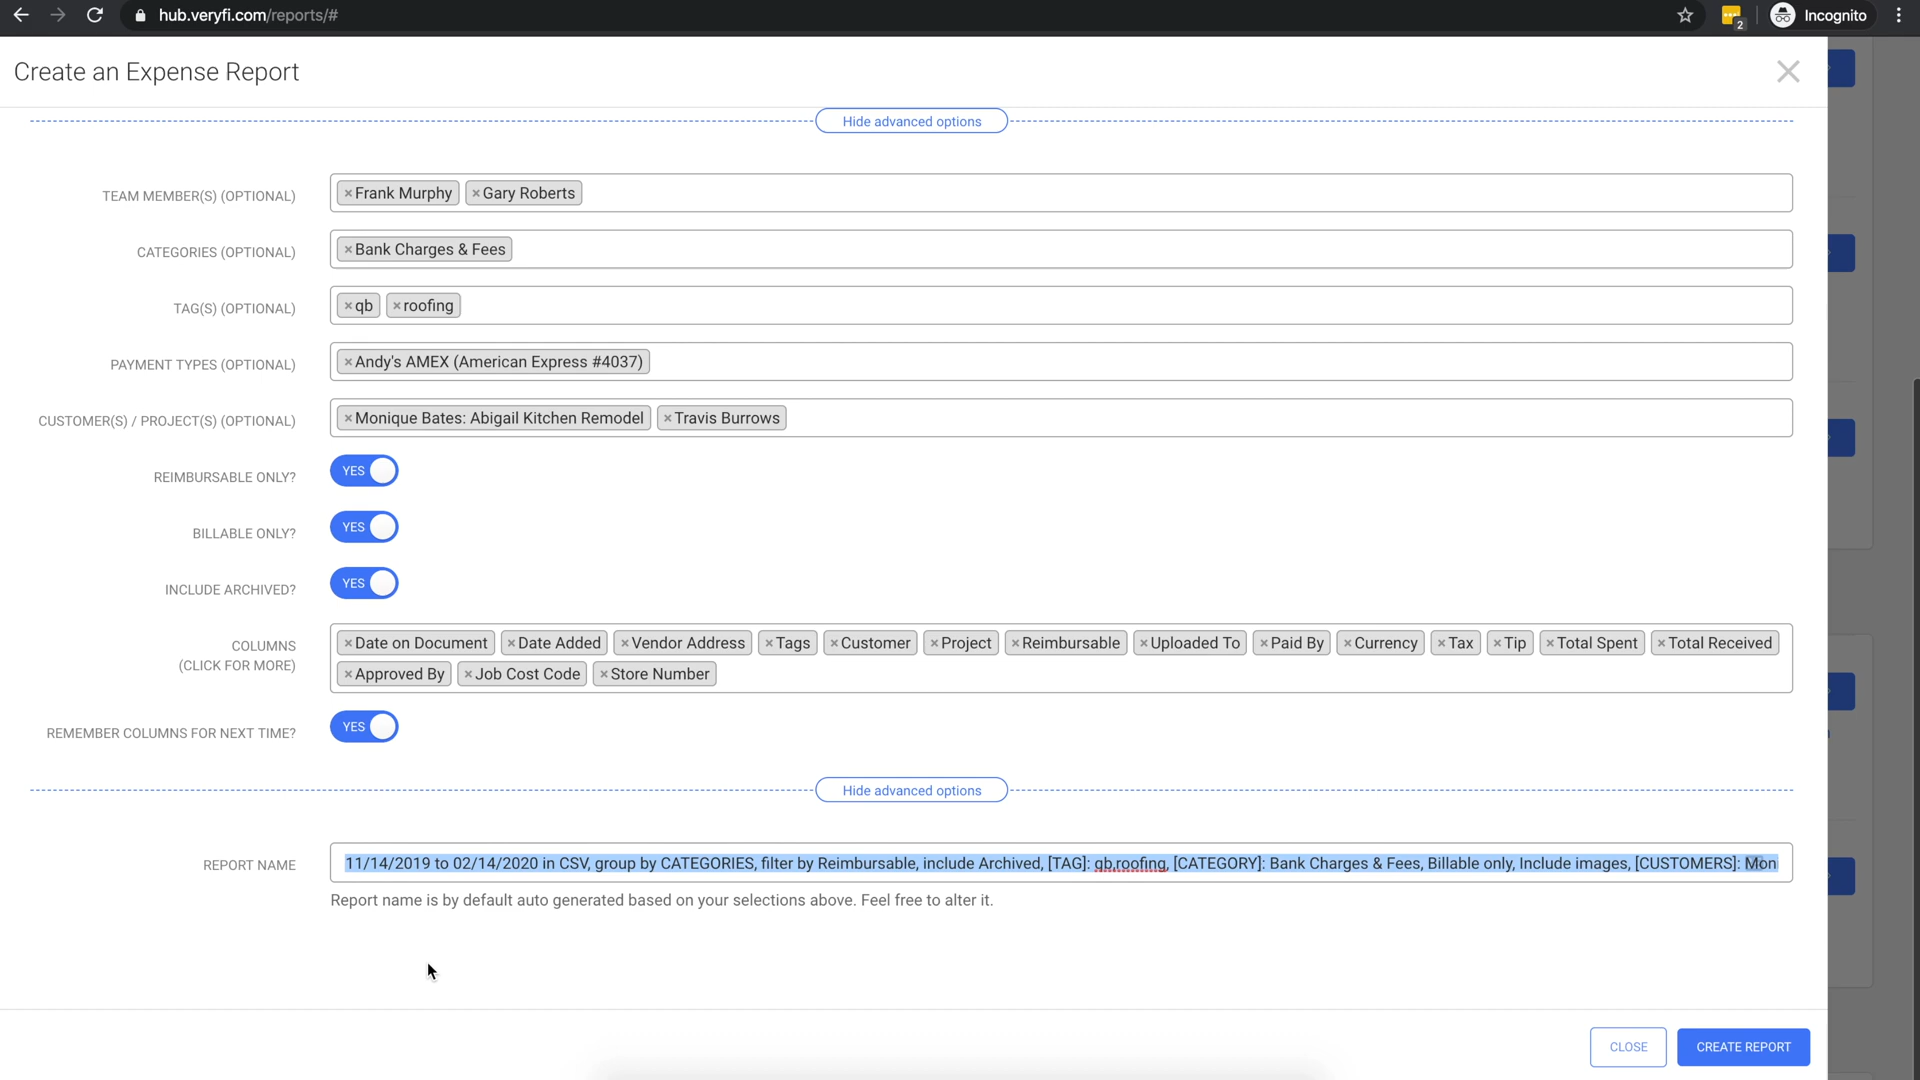 hub.veryfi.com/reports/#
2
Incognito
Create an Expense Report
Hide advanced options
TEAM MEMBER(S) (OPTIONAL)
×Frank Murphy ×Gary Roberts
CATEGORIES (OPTIONAL)
×Bank Charges & Fees
TAG(S) (OPTIONAL)
×qb ×roofing
PAYMENT TYPES (OPTIONAL)
×Andy's AMEX (American Express #4037)
CUSTOMER(S) / PROJECT(S) (OPTIONAL)
×Monique Bates: Abigail Kitchen Remodel ×Travis Burrows
REIMBURSABLE ONLY?
YES
BILLABLE ONLY?
YES
INCLUDE ARCHIVED?
YES
COLUMNS
(CLICK FOR MORE)
×Date on Document ×Date Added ×Vendor Address ×Tags ×Customer ×Project ×Reimbursable ×Uploaded To ×Paid By ×Currency ×Tax ×Tip ×Total Spent ×Total Received
×Approved By ×Job Cost Code ×Store Number
REMEMBER COLUMNS FOR NEXT TIME?
YES
Hide advanced options
REPORT NAME
11/14/2019 to 02/14/2020 in CSV, group by CATEGORIES, filter by Reimbursable, include Archived, [TAG]: qb,roofing, [CATEGORY]: Bank Charges & Fees, Billable only, Include images, [CUSTOMERS]: Mon
Report name is by default auto generated based on your selections above. Feel free to alter it.
CLOSE
CREATE REPORT